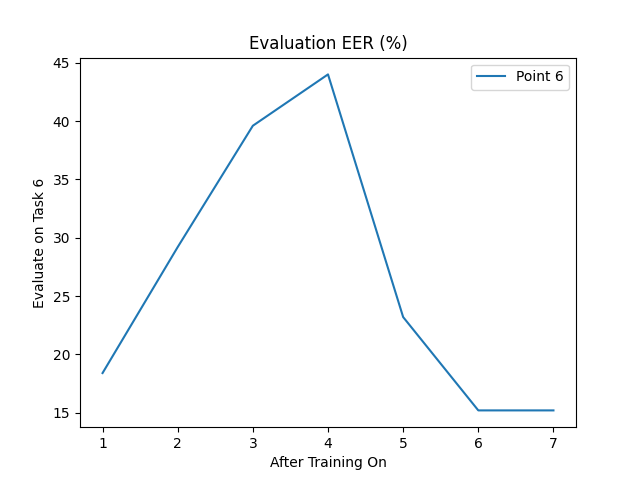 Evaluation EER (%)
Point 6
45
40
35
30
25
20
15
Evaluate on Task 6
1 2 3 4 5 6 7
After Training On